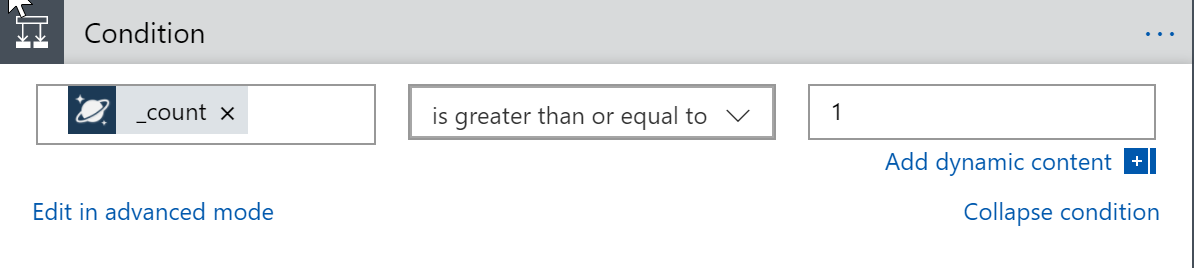 Condition
_count ×
is greater than or equal to
1
Add dynamic content
Edit in advanced mode
Collapse condition